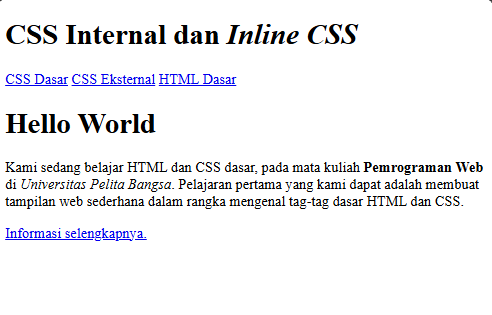 CSS Internal dan Inline CSS
CSS Dasar CSS Eksternal HTML Dasar
Hello World
Kami sedang belajar HTML dan CSS dasar, pada mata kuliah Pemrograman Web
di Universitas Pelita Bangsa. Pelajaran pertama yang kami dapat adalah membuat
tampilan web sederhana dalam rangka mengenal tag-tag dasar HTML dan CSS.
Informasi selengkapnya.